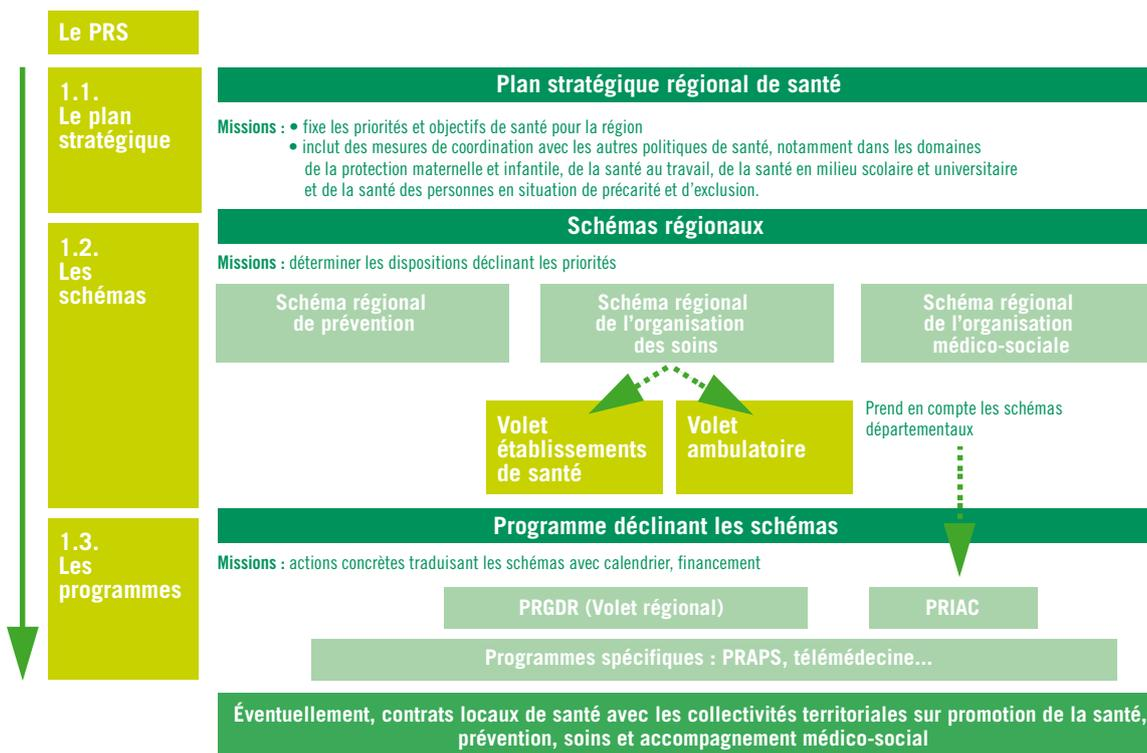 Le PRS
1.1.
Le plan
stratégique
Plan stratégique régional de santé
Missions : • fixe les priorités et objectifs de santé pour la région
• inclut des mesures de coordination avec les autres politiques de santé, notamment dans les domaines
de la protection maternelle et infantile, de la santé au travail, de la santé en milieu scolaire et universitaire
et de la santé des personnes en situation de précarité et d'exclusion.
1.2.
Les
schémas
Schémas régionaux
Missions : déterminer les dispositions déclinant les priorités
Schéma régional
de prévention
Schéma régional
de l'organisation
des soins
Schéma régional
de l'organisation
médico-sociale
Volet
établissements
de santé
Volet
ambulatoire
Prend en compte les schémas
départementaux
1.3.
Les
programmes
Programme déclinant les schémas
Missions : actions concrètes traduisant les schémas avec calendrier, financement
PRGDR (Volet régional)
PRIAC
Programmes spécifiques : PRAPS, télémédecine...
Éventuellement, contrats locaux de santé avec les collectivités territoriales sur promotion de la santé,
prévention, soins et accompagnement médico-social